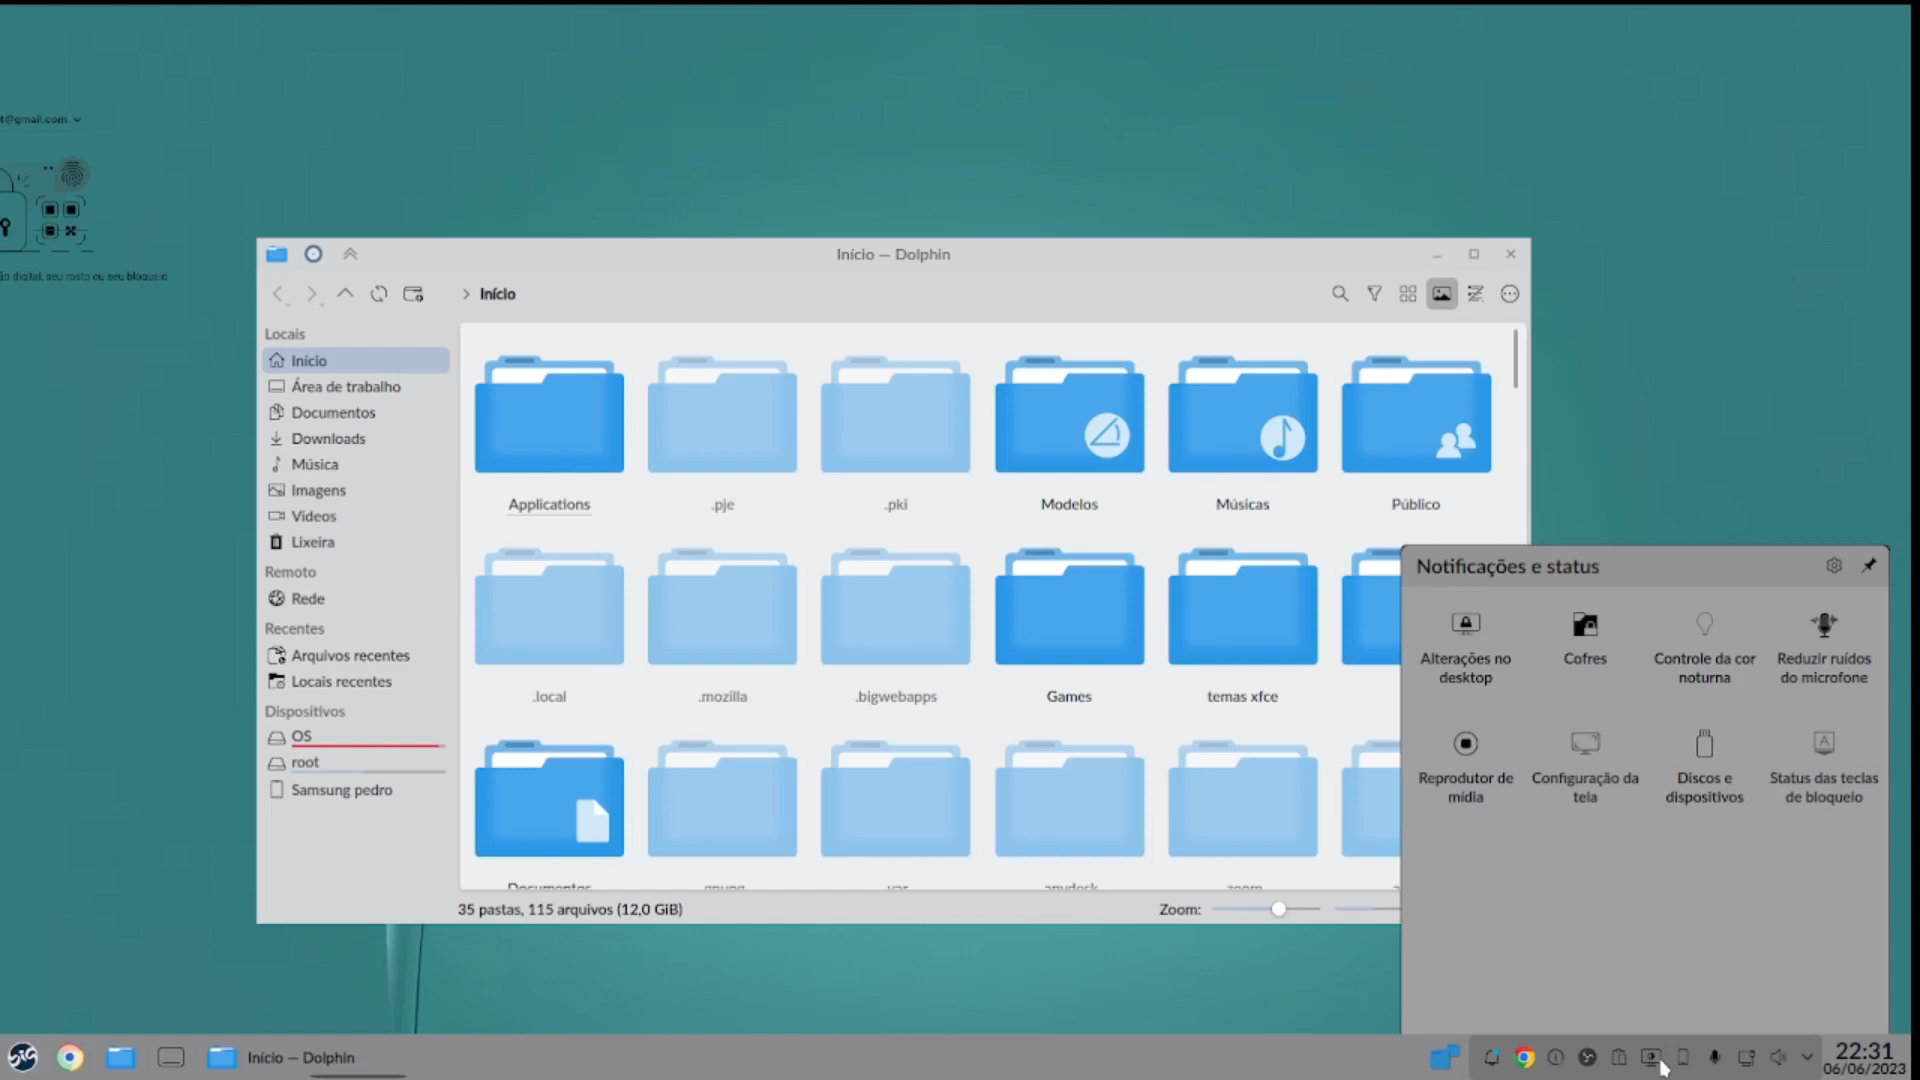 4@gmail.com
ão digital, seu rosto ou seu bloqueio
Início — Dolphin
Início
Locais
Início
Área de trabalho
Documentos
Downloads
Música
Imagens
Vídeos
Lixeira
Remoto
Rede
Recentes
Arquivos recentes
Locais recentes
Dispositivos
OS
root
Samsung pedro
Applications
.pje
.pki
Modelos
Músicas
Público
.local
.mozilla
.bigwebapps
Games
temas xfce
Documentos
.anydesk
.zoom
35 pastas, 115 arquivos (12,0 GiB)
Zoom:
Notificações e status
Alterações no
desktop
Cofres
Controle da cor
noturna
Reduzir ruídos
do microfone
Reprodutor de
mídia
Configuração da
tela
Discos e
dispositivos
Status das teclas
de bloqueio
Início — Dolphin
22:31
06/06/2023